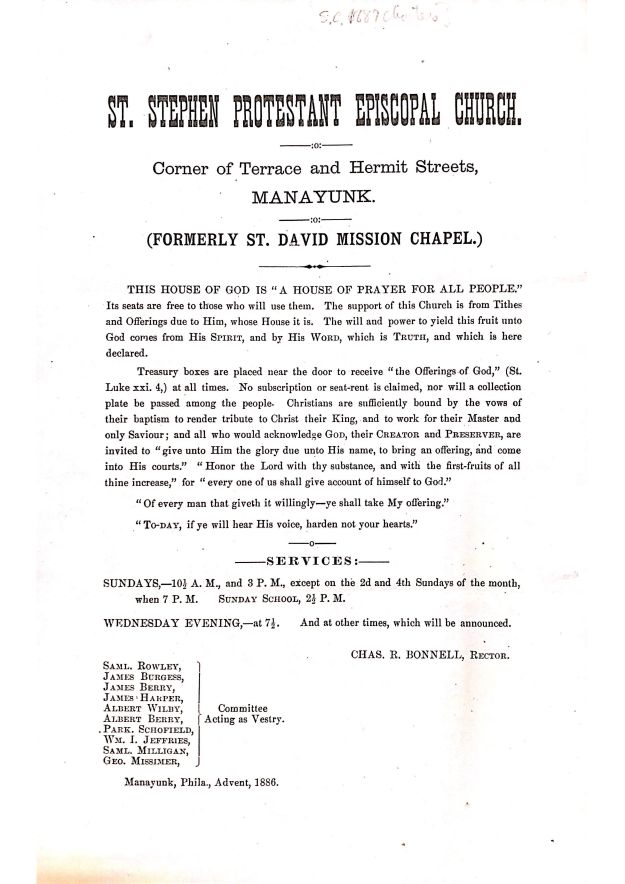 ST. STEPHEN PROTESTANT EPISCOPAL CHURCH.
:o:
Corner of Terrace and Hermit Streets,
MANAYUNK.
:o:
(FORMERLY ST. DAVID MISSION CHAPEL.)
THIS HOUSE OF GOD IS "A HOUSE OF PRAYER FOR ALL PEOPLE."
Its seats are free to those who will use them. The support of this Church is from Tithes
and Offerings due to Him, whose House it is. The will and power to yield this fruit unto
God comes from His SPIRIT, and by His WORD, which is TRUTH, and which is here
declared.
Treasury boxes are placed near the door to receive "the Offerings of God," (St.
Luke xxi. 4,) at all times. No subscription or seat-rent is claimed, nor will a collection
plate be passed among the people. Christians are sufficiently bound by the vows of
their baptism to render tribute to Christ their King, and to work for their Master and
only Saviour; and all who would acknowledge GOD, their CREATOR and PRESERVER, are
invited to "give unto Him the glory due unto His name, to bring an offering, and come
into His courts." "Honor the Lord with thy substance, and with the first-fruits of all
thine increase," for "every one of us shall give account of himself to God."
"Of every man that giveth it willingly—ye shall take My offering."
"TO-DAY, if ye will hear His voice, harden not your hearts."
—o—
——SERVICES:——
SUNDAYS,—10½ A. M., and 3 P. M., except on the 2d and 4th Sundays of the month,
when 7 P. M. SUNDAY SCHOOL, 2½ P. M.
WEDNESDAY EVENING,—at 7½. And at other times, which will be announced.
CHAS. R. BONNELL, RECTOR.
SAML. ROWLEY,
JAMES BURGESS,
JAMES BERRY,
JAMES HARPER,
ALBERT WILBY,
ALBERT BERRY,
PARK. SCHOFIELD,
WM. I. JEFFRIES,
SAML. MILLIGAN,
GEO. MISSIMER,
Committee
Acting as Vestry.
Manayunk, Phila., Advent, 1886.